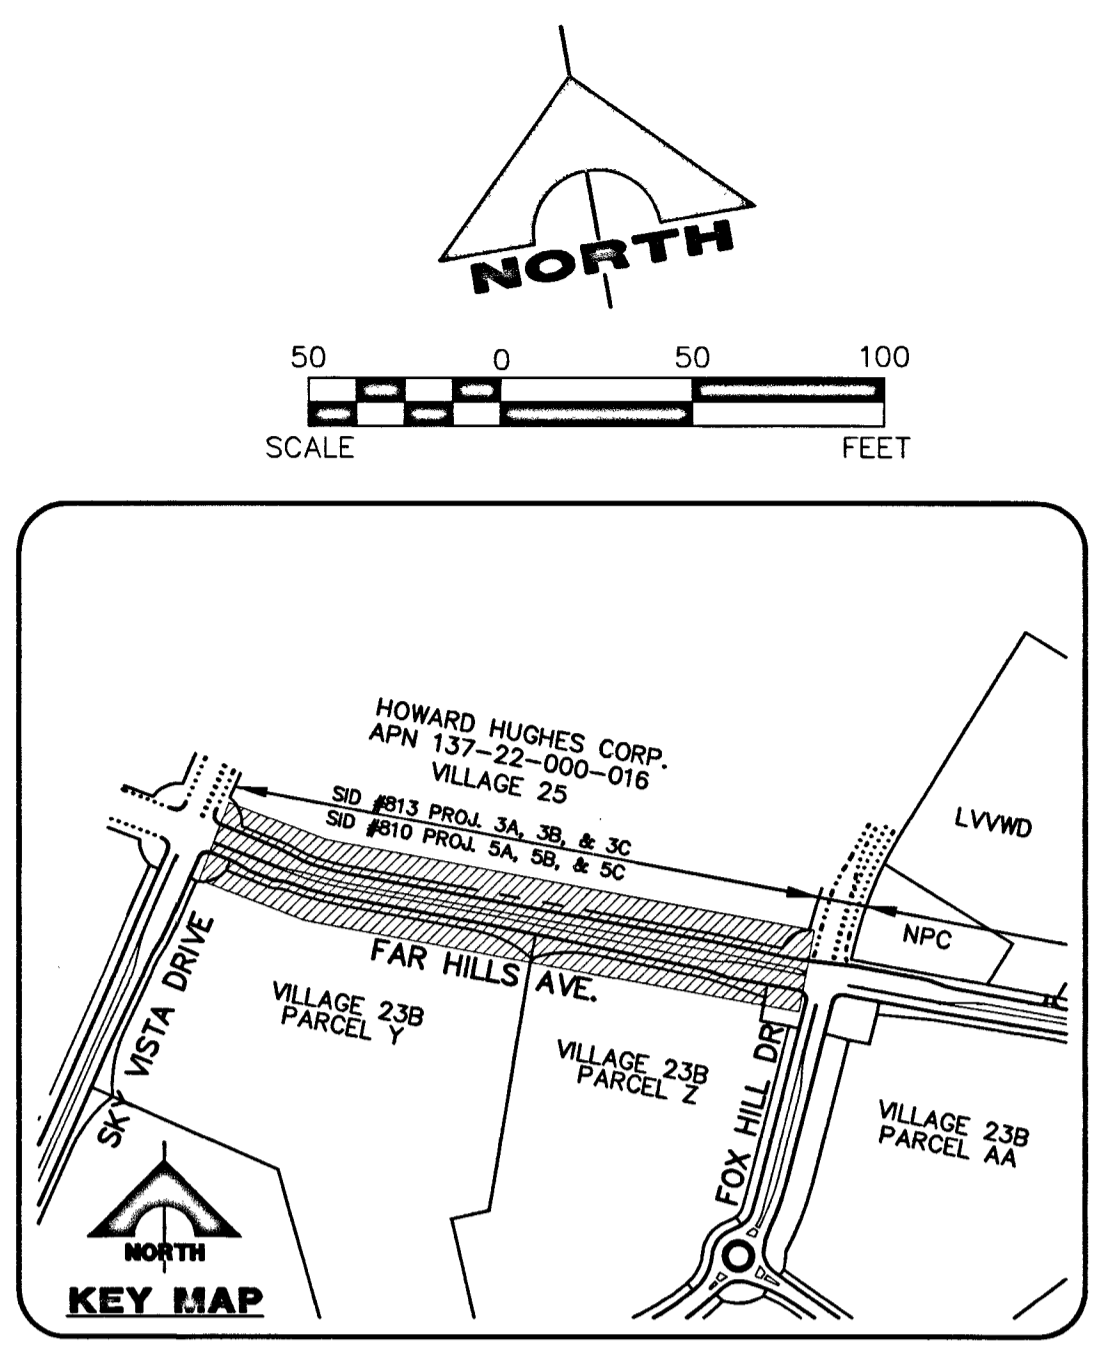 NORTH
50 0 50 100
SCALE FEET
HOWARD HUGHES CORP.
APN 137-22-000-016
VILLAGE 25
SID #813 PROJ. 3A, 3B, & 3C
SID #810 PROJ. 5A, 5B, & 5C
LVVWD
NPC
FAR HILLS AVE.
SKY VISTA DRIVE
VILLAGE 23B
PARCEL Y
VILLAGE 23B
PARCEL Z
FOX HILL DR
VILLAGE 23B
PARCEL AA
NORTH
KEY MAP